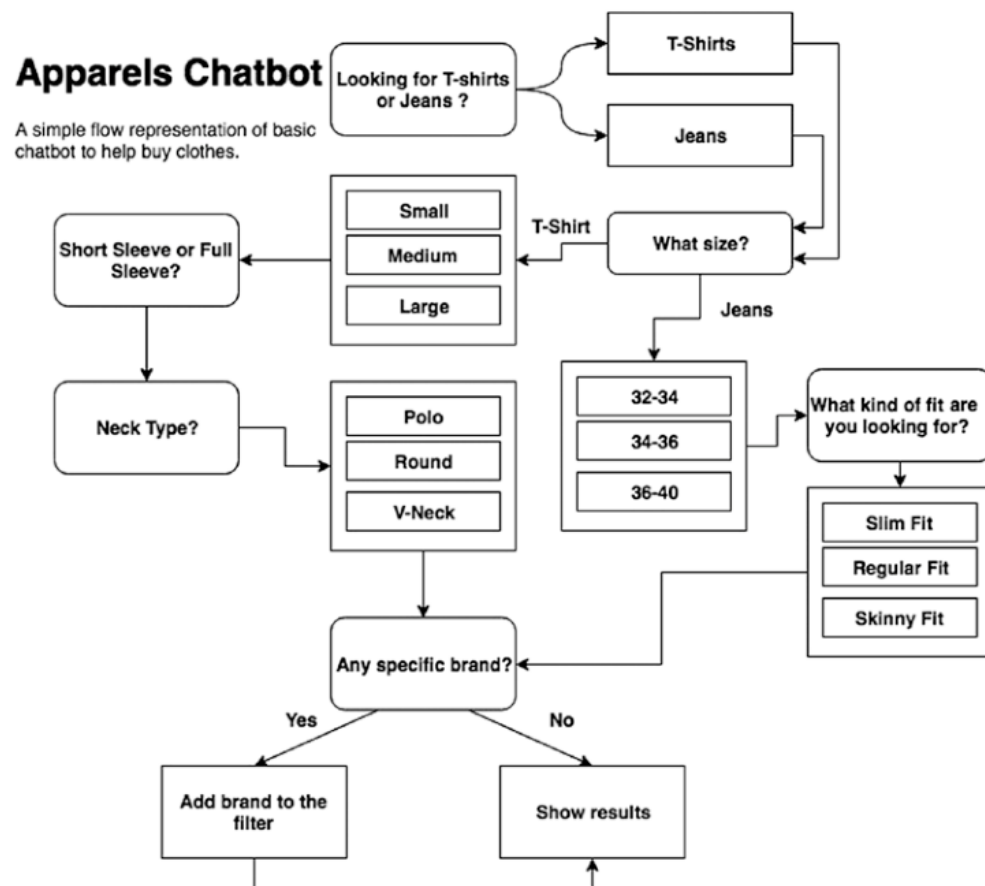 Apparels Chatbot
A simple flow representation of basic
chatbot to help buy clothes.
Looking for T-shirts
or Jeans ?
T-Shirts
Jeans
What size?
T-Shirt
Small
Medium
Large
Short Sleeve or Full
Sleeve?
Neck Type?
Polo
Round
V-Neck
Jeans
32-34
34-36
36-40
What kind of fit are
you looking for?
Slim Fit
Regular Fit
Skinny Fit
Any specific brand?
Yes
No
Add brand to the
filter
Show results